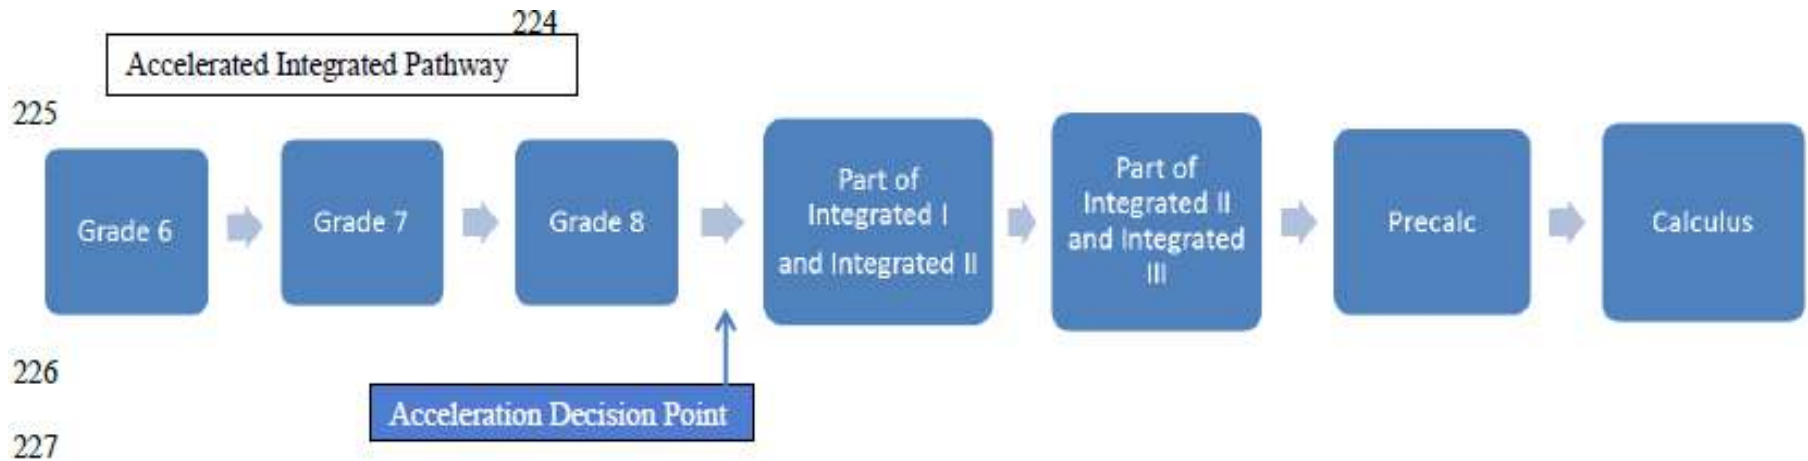 224
Accelerated Integrated Pathway
225
Grade 6
Grade 7
Grade 8
Part of
Integrated I
and Integrated II
Part of
Integrated II
and Integrated
III
Precalc
Calculus
226
Acceleration Decision Point
227